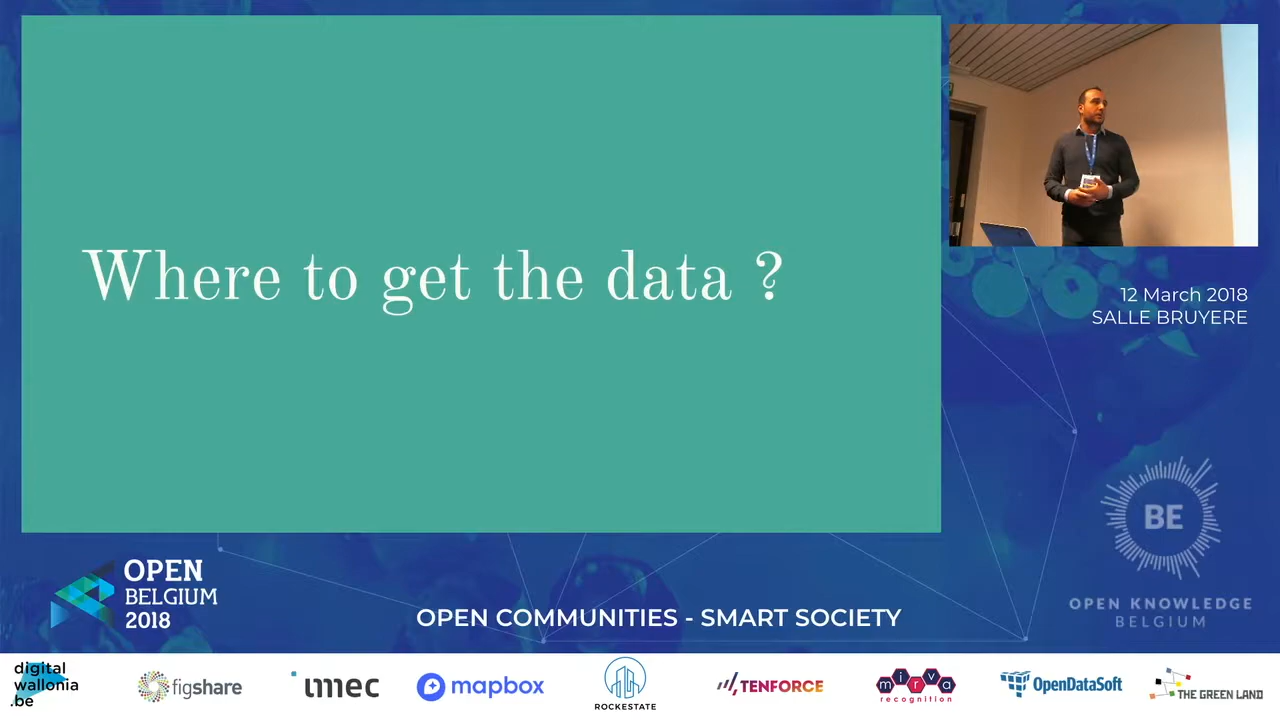 Where to get the data ?
12 March 2018
SALLE BRUYERE
BE
OPEN KNOWLEDGE
BELGIUM
OPEN
BELGIUM
2018
OPEN COMMUNITIES - SMART SOCIETY
digital
wallonia
.be
figshare
imec
mapbox
ROCKESTATE
TENFORCE
mirva
recognition
OpenDataSoft
THE GREEN LAND